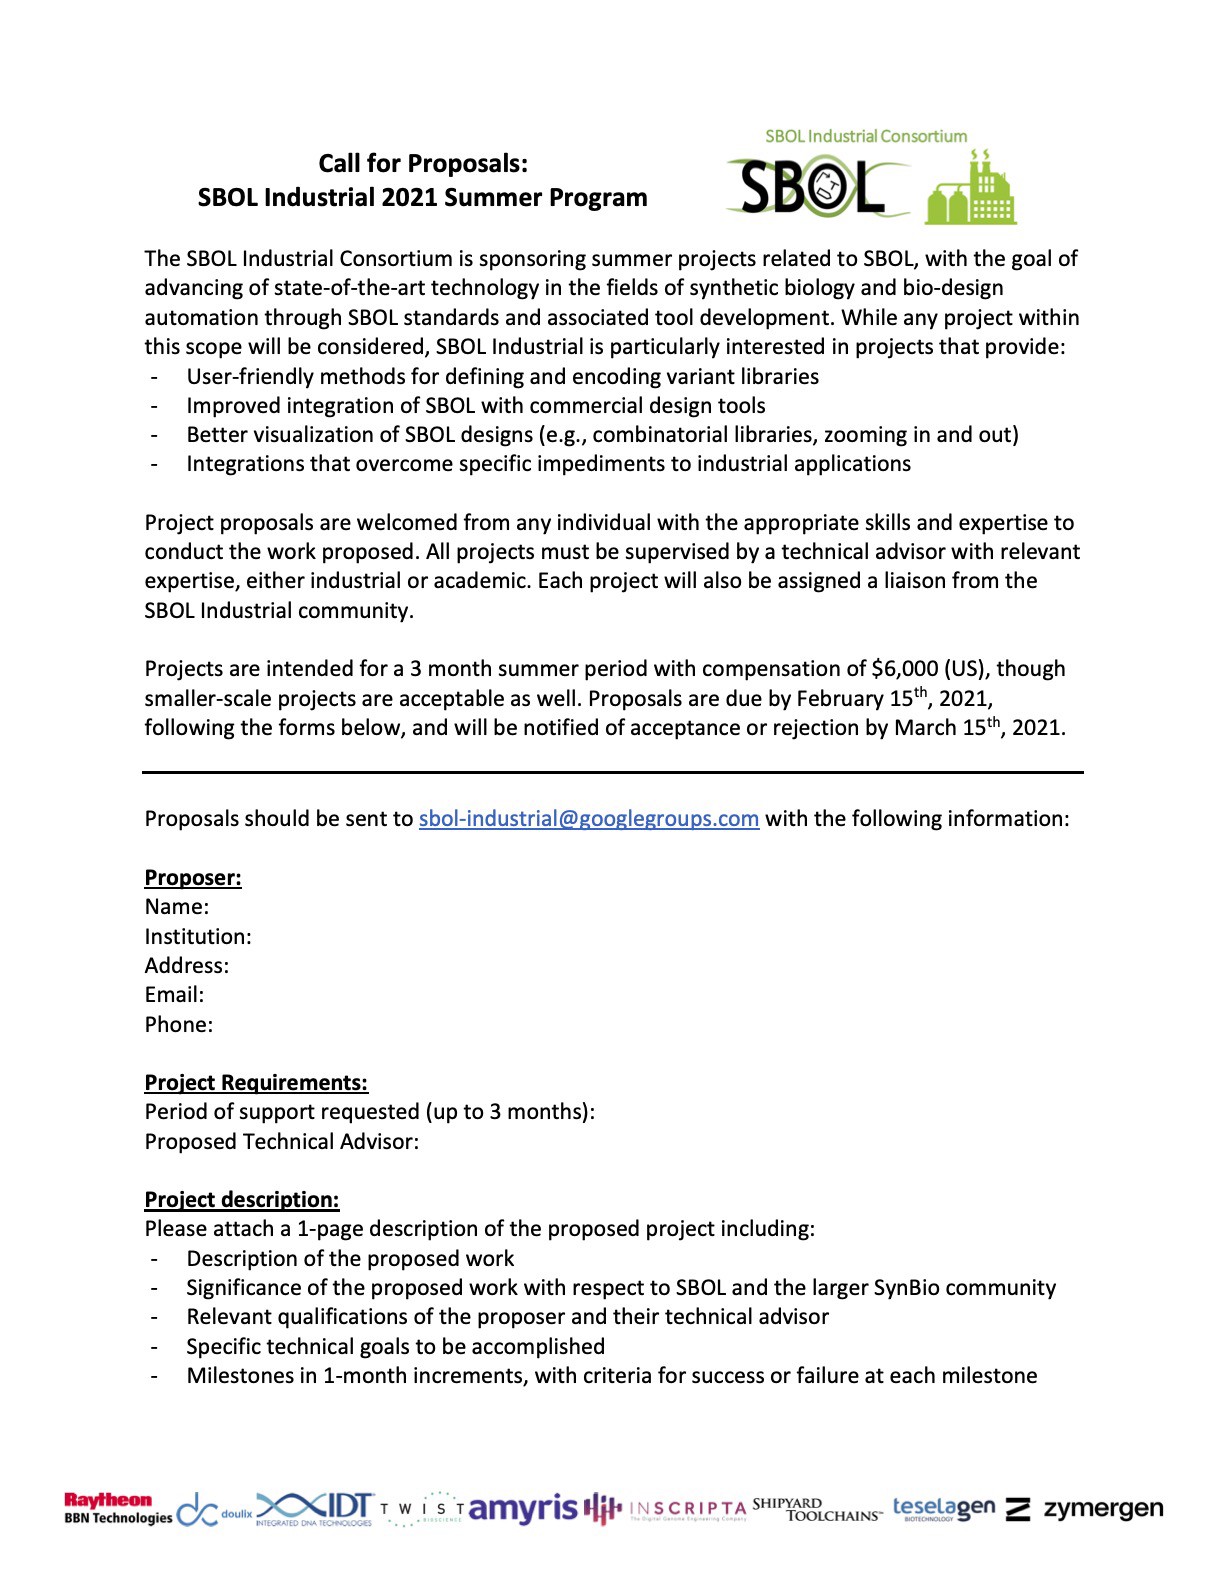 SBOL Industrial Consortium
SBOL
Call for Proposals:
SBOL Industrial 2021 Summer Program
The SBOL Industrial Consortium is sponsoring summer projects related to SBOL, with the goal of
advancing of state-of-the-art technology in the fields of synthetic biology and bio-design
automation through SBOL standards and associated tool development. While any project within
this scope will be considered, SBOL Industrial is particularly interested in projects that provide:
- User-friendly methods for defining and encoding variant libraries
- Improved integration of SBOL with commercial design tools
- Better visualization of SBOL designs (e.g., combinatorial libraries, zooming in and out)
- Integrations that overcome specific impediments to industrial applications
Project proposals are welcomed from any individual with the appropriate skills and expertise to
conduct the work proposed. All projects must be supervised by a technical advisor with relevant
expertise, either industrial or academic. Each project will also be assigned a liaison from the
SBOL Industrial community.
Projects are intended for a 3 month summer period with compensation of $6,000 (US), though
smaller-scale projects are acceptable as well. Proposals are due by February 15th, 2021,
following the forms below, and will be notified of acceptance or rejection by March 15th, 2021.
Proposals should be sent to sbol-industrial@googlegroups.com with the following information:
Proposer:
Name:
Institution:
Address:
Email:
Phone:
Project Requirements:
Period of support requested (up to 3 months):
Proposed Technical Advisor:
Project description:
Please attach a 1-page description of the proposed project including:
- Description of the proposed work
- Significance of the proposed work with respect to SBOL and the larger SynBio community
- Relevant qualifications of the proposer and their technical advisor
- Specific technical goals to be accomplished
- Milestones in 1-month increments, with criteria for success or failure at each milestone
Raytheon
BBN Technologies
dc doulix
IDT
INTEGRATED DNA TECHNOLOGIES
TWIST
BIOSCIENCE
amyris
INSCRIPTA
The Digital Genome Engineering Company
SHIPYARD
TOOLCHAINS
teselagen
BIOTECHNOLOGY
zymergen